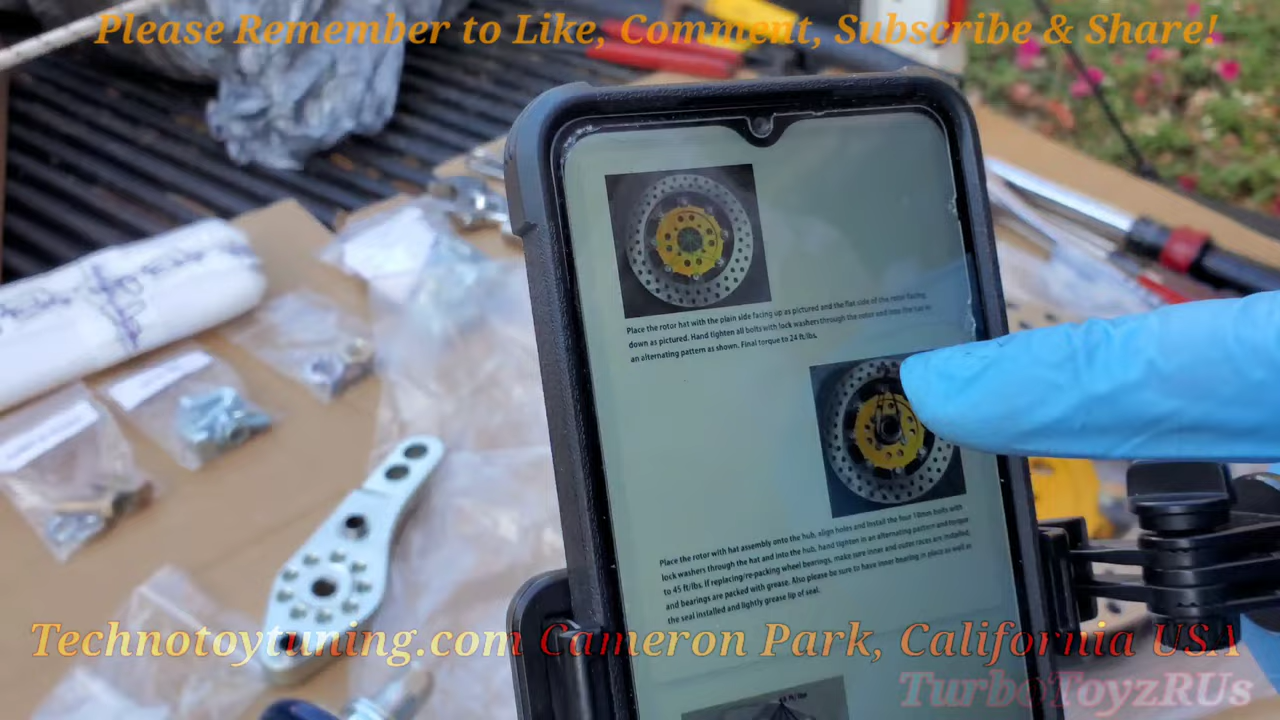 Please Remember to Like, Comment, Subscribe & Share!
Place the rotor hat with the plain side facing up as pictured and the flat side of the rotor facing
down as pictured. Hand tighten all bolts with lock washers through the rotor and into the hat in
an alternating pattern as shown. Final torque to 24 ft/lbs.
Place the rotor with hat assembly onto the hub, align holes and install the four 10mm bolts with
lock washers through the hat and into the hub, hand tighten in an alternating pattern and torque
to 45 ft/lbs. If replacing/re-packing wheel bearings, make sure inner and outer races are installed,
and bearings are packed with grease. Also please be sure to have inner bearing in place as well as
the seal installed and lightly grease lip of seal.
Technotoytuning.com Cameron Park, California USA
TurboToyzRUs